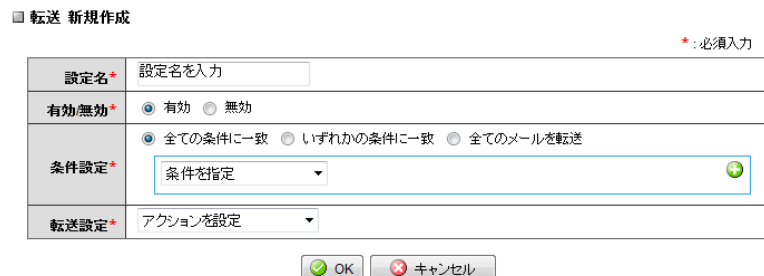 転送 新規作成
*：必須入力
設定名* 設定名を入力
有効/無効* 有効 無効
全ての条件に一致 いずれかの条件に一致 全てのメールを転送
条件設定* 条件を指定
転送設定* アクションを設定
OK キャンセル